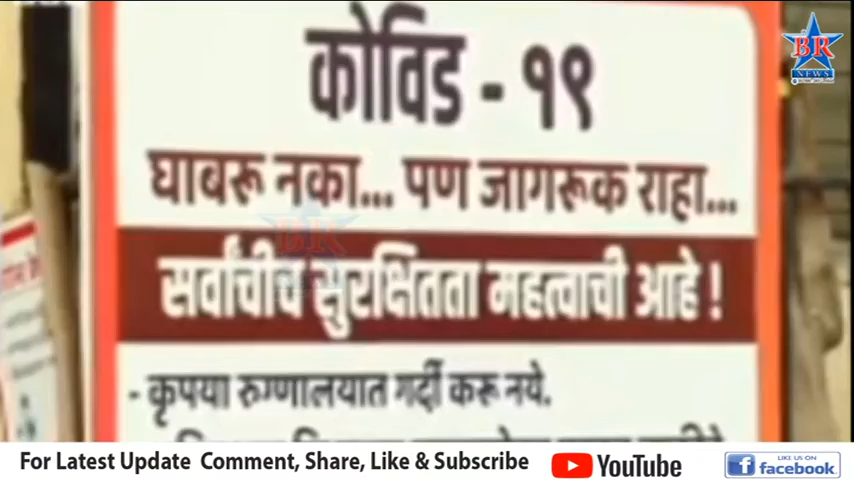 कोविड - १९
घाबरू नका... पण जागरूक राहा...
सर्वांचीच सुरक्षितता महत्वाची आहे !
- कृपया रुग्णालयात गर्दी करू नये.
BR
NEWS
BR
For Latest Update Comment, Share, Like & Subscribe
YouTube
LIKE US ON
facebook